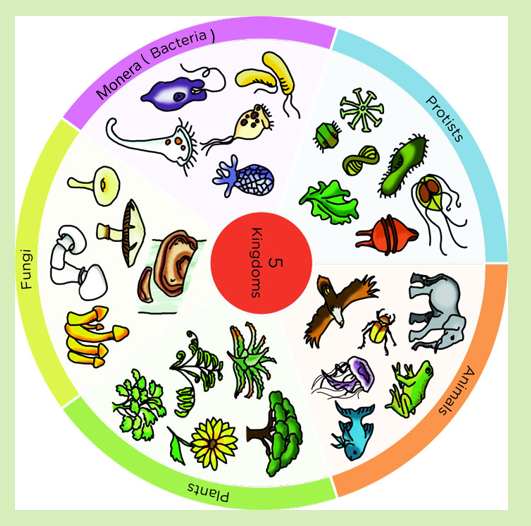 Monera ( Bacteria )
Protists
Fungi
5
Kingdoms
Animals
Plants